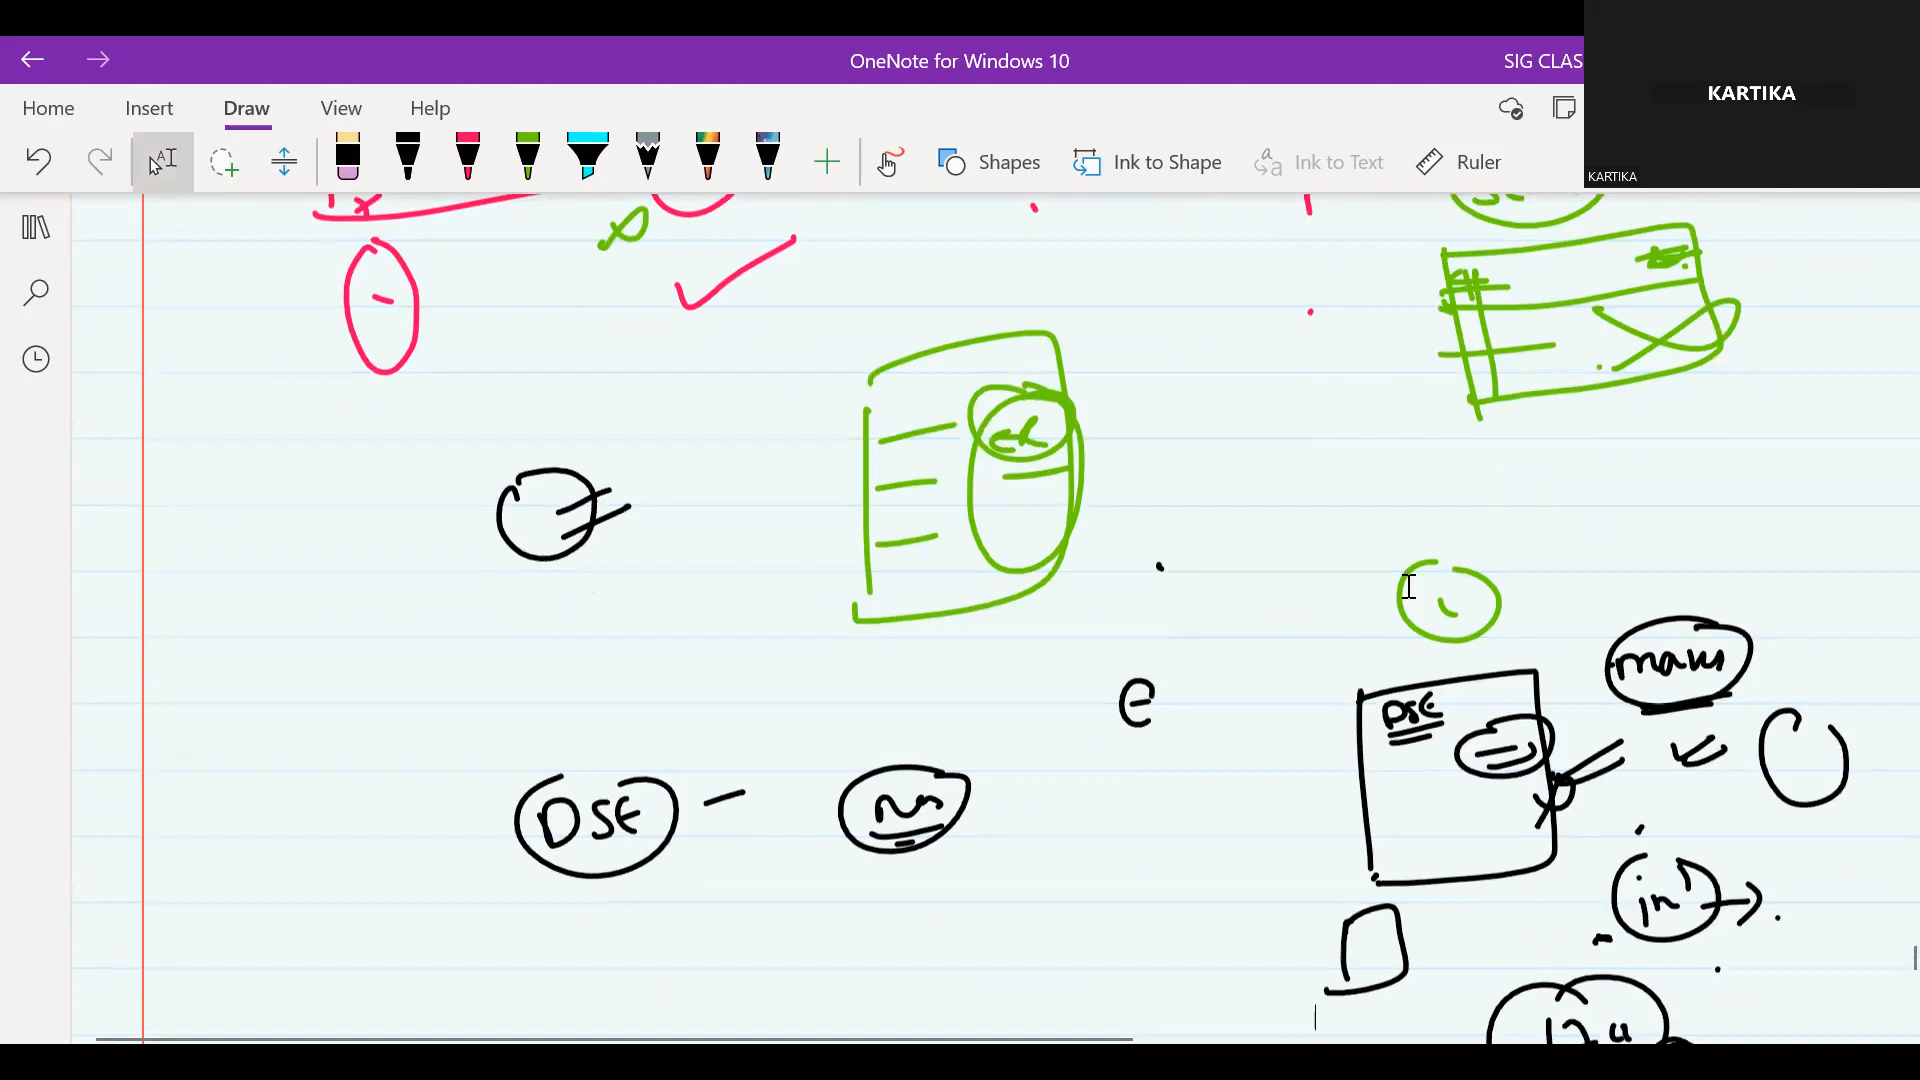 OneNote for Windows 10
SIG CLAS
KARTIKA
Home Insert Draw View Help
Shapes Ink to Shape Ink to Text Ruler
KARTIKA
e
DSE
DSE -
in